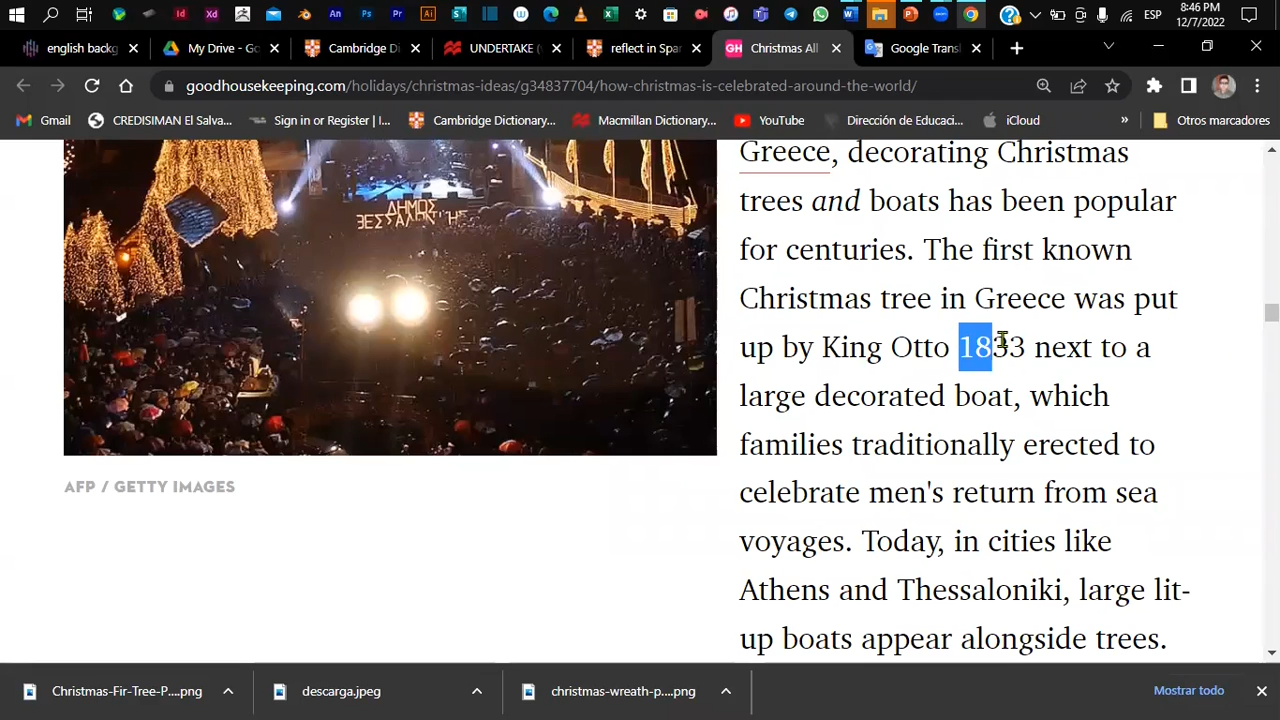 8:46 PM
ESP
12/7/2022
english backg
My Drive - Go
Cambridge Di
UNDERTAKE (
reflect in Spar
Christmas All
Google Transl
goodhousekeeping.com/holidays/christmas-ideas/g34837704/how-christmas-is-celebrated-around-the-world/
Gmail
CREDISIMAN El Salva...
Sign in or Register | I...
Cambridge Dictionary...
Macmillan Dictionary...
YouTube
Dirección de Educaci...
iCloud
»
Otros marcadores
ΔΗΜΟΣ
ΘΕΣΣΑΛΟΝΙΚΗΣ
AFP / GETTY IMAGES
Greece, decorating Christmas
trees and boats has been popular
for centuries. The first known
Christmas tree in Greece was put
up by King Otto 1833 next to a
large decorated boat, which
families traditionally erected to
celebrate men's return from sea
voyages. Today, in cities like
Athens and Thessaloniki, large lit-
up boats appear alongside trees.
Christmas-Fir-Tree-P....png
descarga.jpeg
christmas-wreath-p....png
Mostrar todo